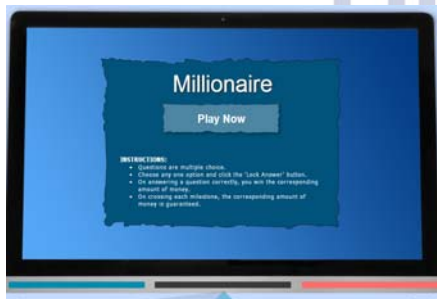 Millionaire
Play Now
INSTRUCTIONS:
Questions are multiple choice.
Choose any one option and click the 'Lock Answer' button.
On answering a question correctly, you win the corresponding
amount of money.
On crossing each milestone, the corresponding amount of
money is guaranteed.